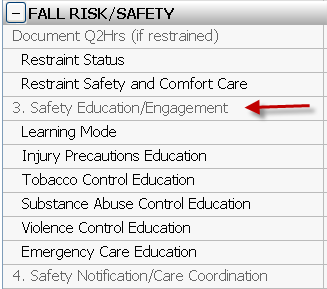 FALL RISK/SAFETY
Document Q2Hrs (if restrained)
Restraint Status
Restraint Safety and Comfort Care
3. Safety Education/Engagement
Learning Mode
Injury Precautions Education
Tobacco Control Education
Substance Abuse Control Education
Violence Control Education
Emergency Care Education
4. Safety Notification/Care Coordination